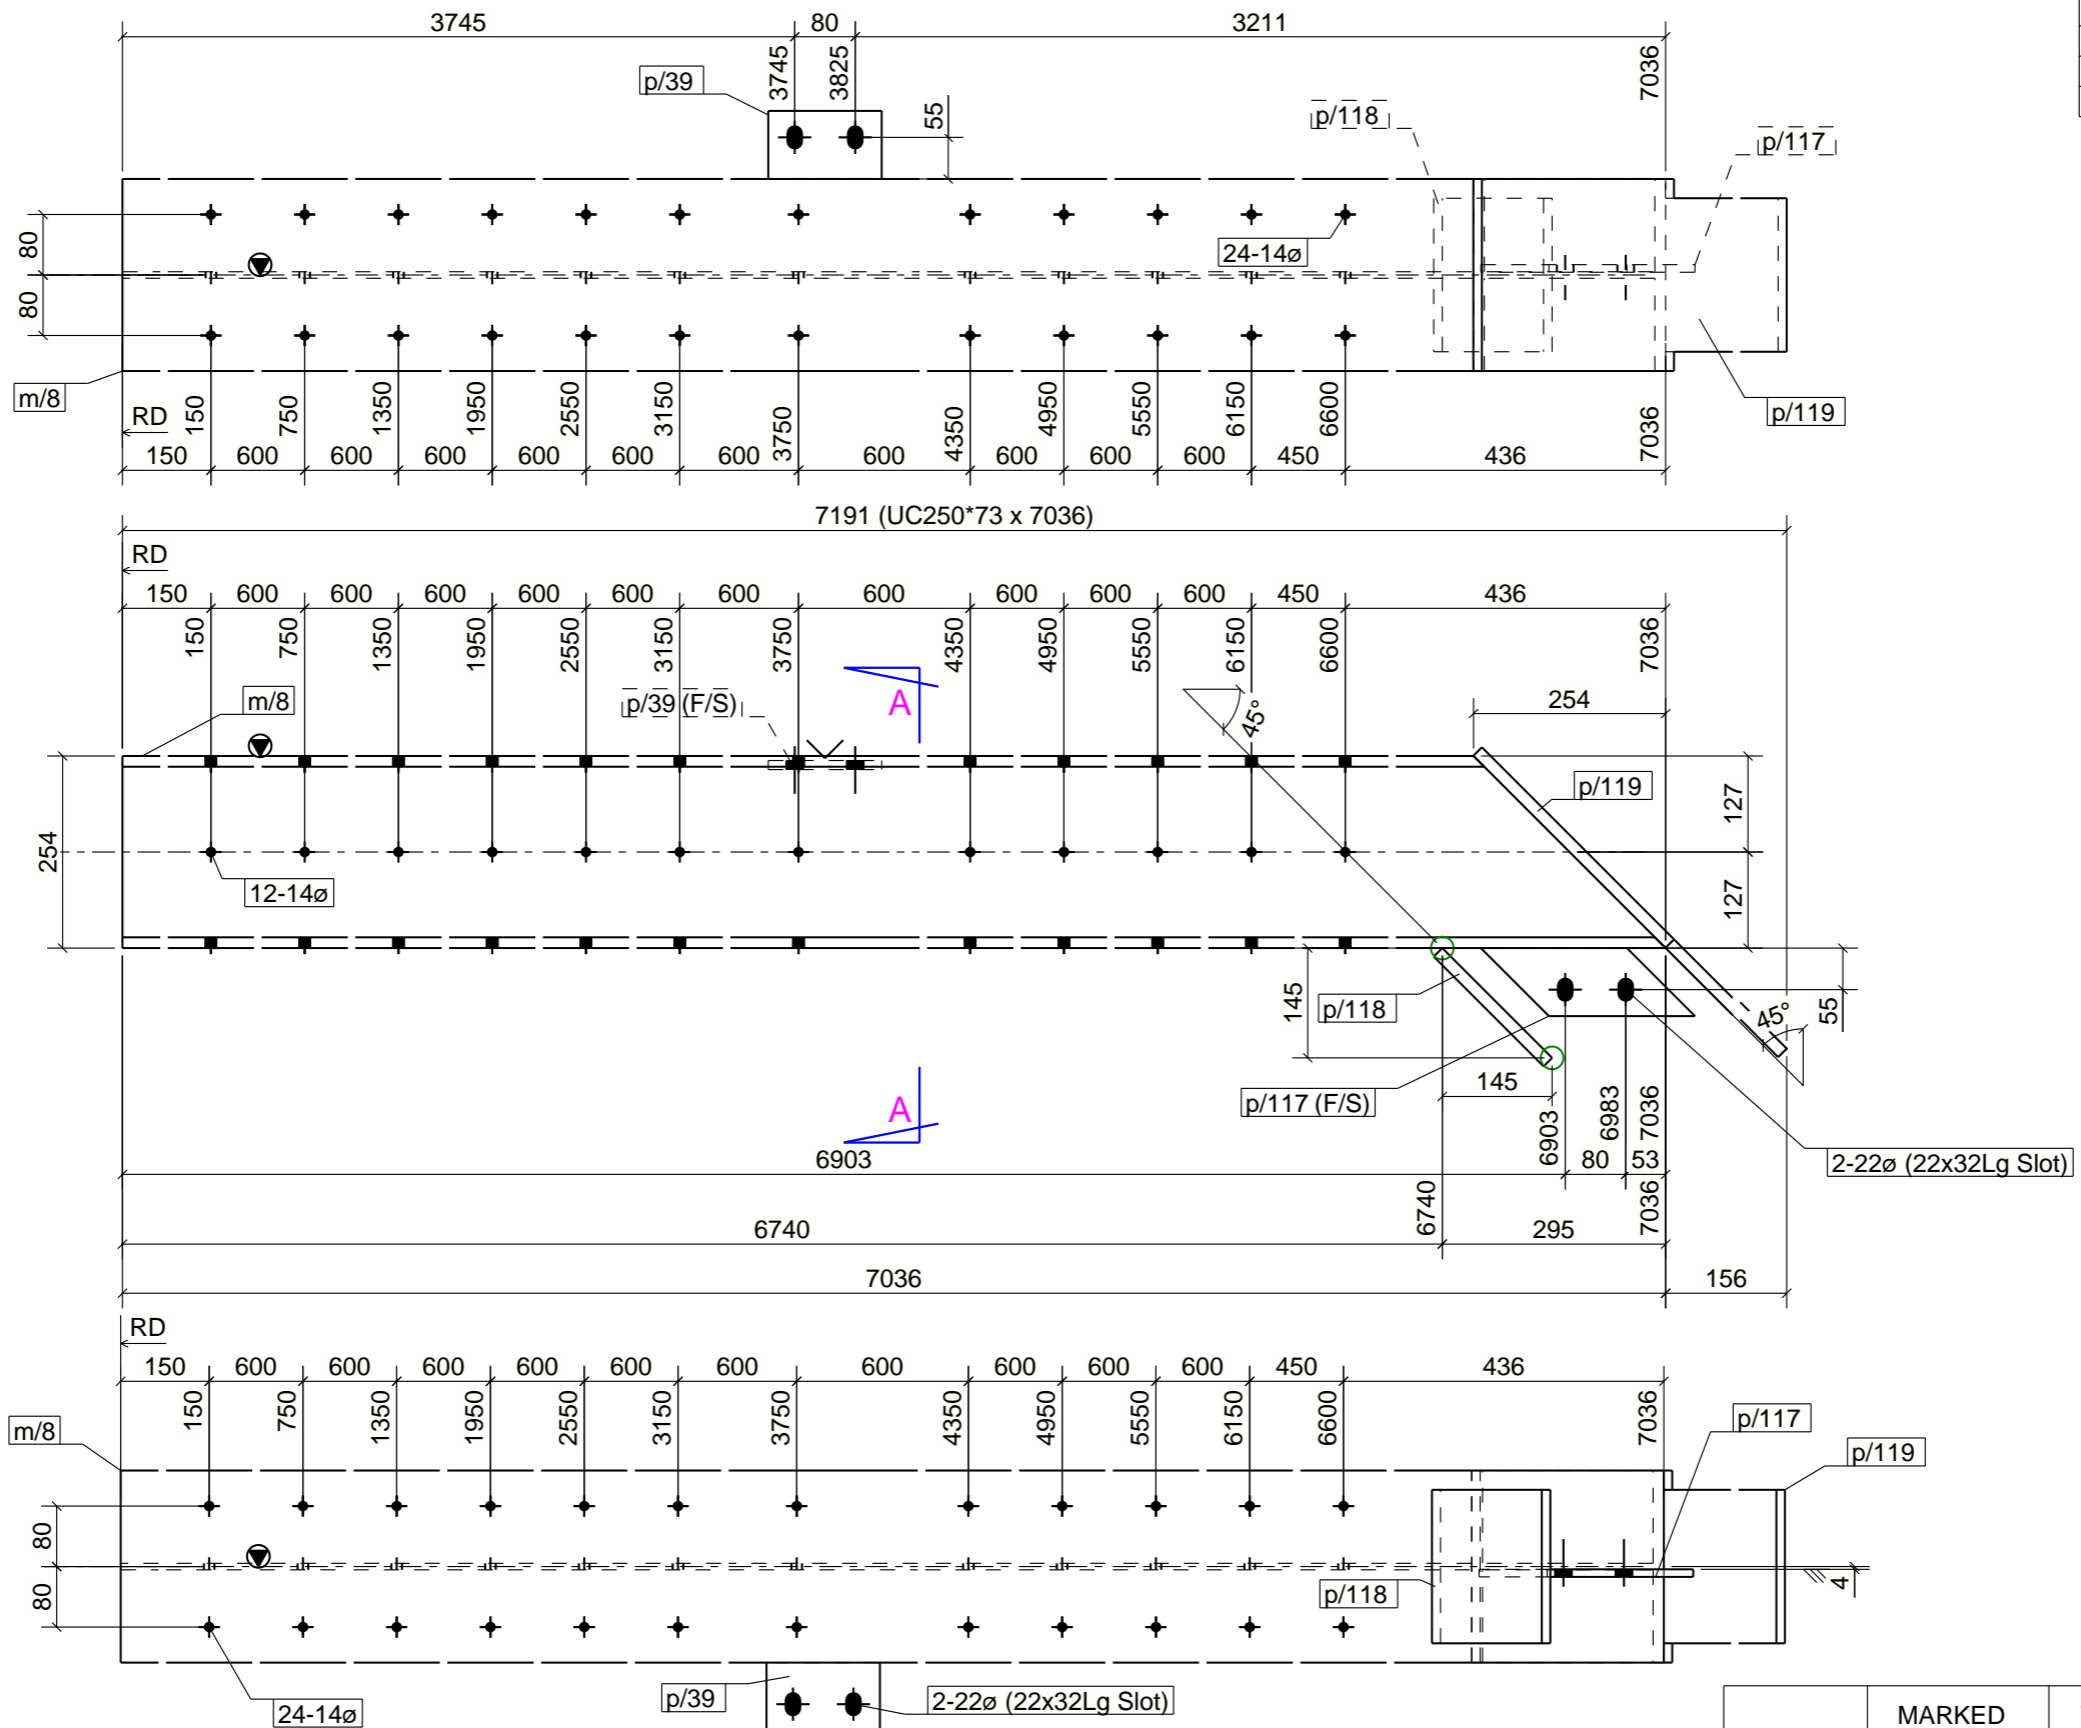 3745 80 3211
3745 3825 7036
p/39
55
p/118
p/117
80
80
24-14ø
m/8
p/119
RD
150 750 1350 1950 2550 3150 3750 4350 4950 5550 6150 6600 7036
150 600 600 600 600 600 600 600 600 600 600 450 436
7191 (UC250*73 x 7036)
RD
150 600 600 600 600 600 600 600 600 600 600 450 436
150 750 1350 1950 2550 3150 3750 4350 4950 5550 6150 6600 7036
m/8
p/39 (F/S)
A
45°
254
p/119
127
254
12-14ø
127
145
p/118
45°
55
145
p/117 (F/S)
A
6903 6983 7036
6903 80 53
2-22ø (22x32Lg Slot)
6740 7036
6740 295
7036 156
RD
150 600 600 600 600 600 600 600 600 600 600 450 436
150 750 1350 1950 2550 3150 3750 4350 4950 5550 6150 6600 7036
m/8
p/117
p/119
80
80
4
p/118
p/39
2-22ø (22x32Lg Slot)
24-14ø
MARKED